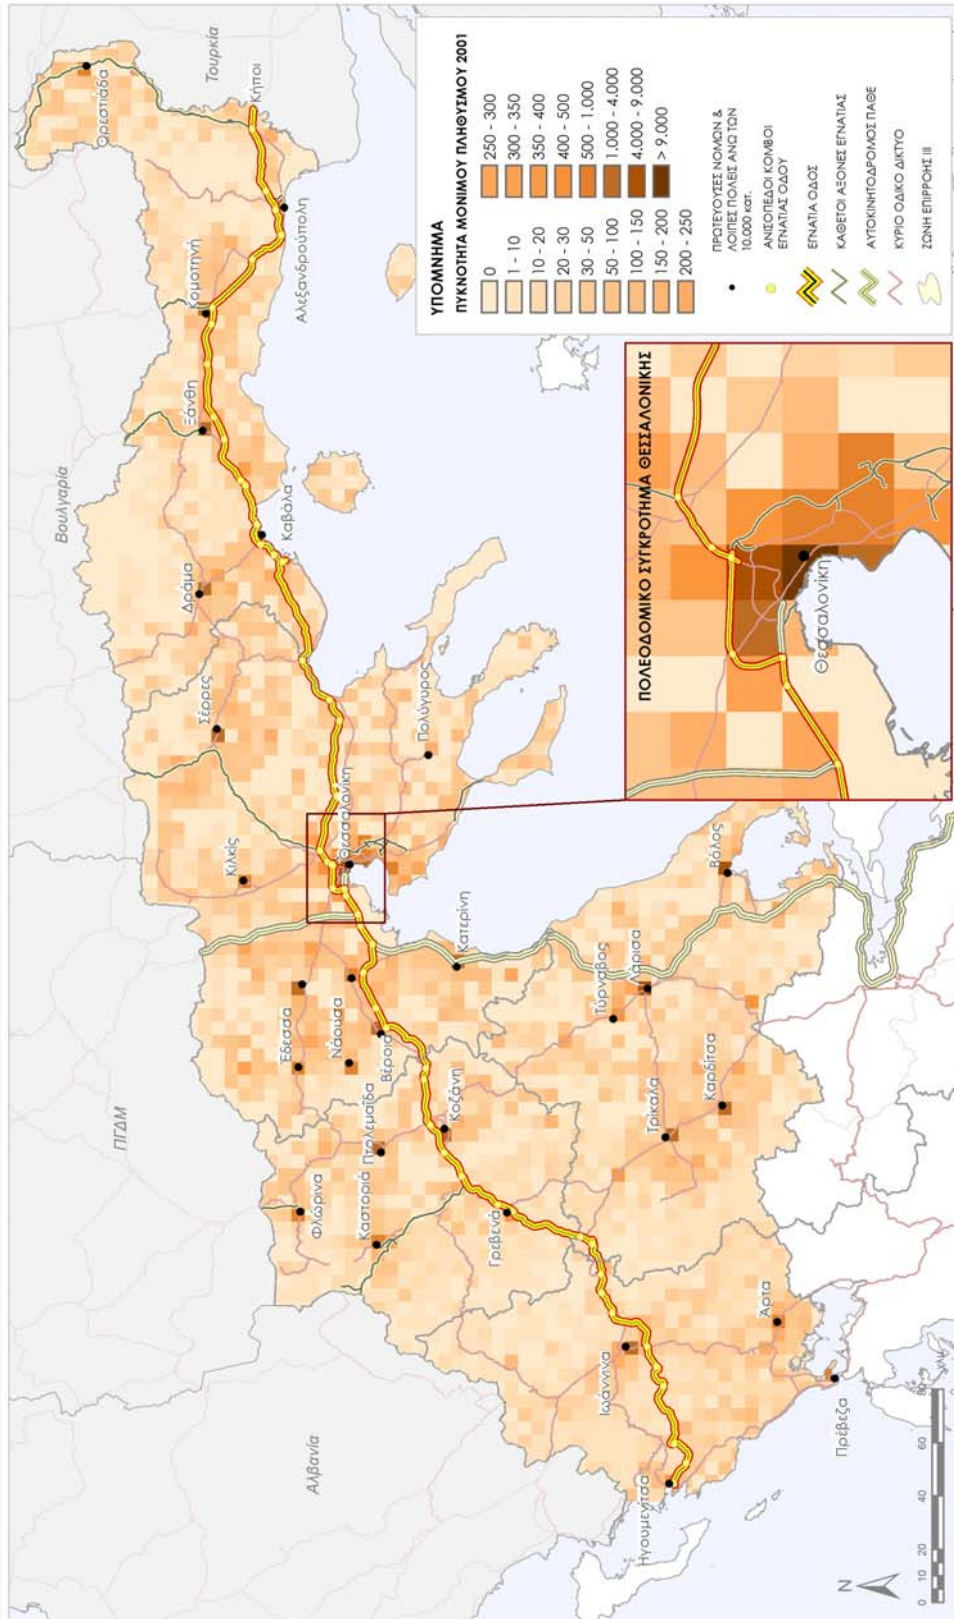 ΥΠΟΜΝΗΜΑ
ΠΥΚΝΟΤΗΤΑ ΜΟΝΙΜΟΥ ΠΛΗΘΥΣΜΟΥ 2001
0
1 - 10
10 - 20
20 - 30
30 - 50
50 - 100
100 - 150
150 - 200
200 - 250
250 - 300
300 - 350
350 - 400
400 - 500
500 - 1.000
1.000 - 4.000
4.000 - 9.000
> 9.000
ΠΡΩΤΕΥΟΥΣΕΣ ΝΟΜΩΝ &
ΛΟΙΠΕΣ ΠΟΛΕΙΣ ΑΝΩ ΤΩΝ
10.000 κατ.
ΑΝΙΣΟΠΕΔΟΙ ΚΟΜΒΟΙ
ΕΓΝΑΤΙΑΣ ΟΔΟΥ
ΕΓΝΑΤΙΑ ΟΔΟΣ
ΚΑΘΕΤΟΙ ΑΞΟΝΕΣ ΕΓΝΑΤΙΑΣ
ΑΥΤΟΚΙΝΗΤΟΔΡΟΜΟΣ ΠΑΘΕ
ΚΥΡΙΟ ΟΔΙΚΟ ΔΙΚΤΥΟ
ΖΩΝΗ ΕΠΙΡΡΟΗΣ ΙΙΙ
ΠΟΛΕΟΔΟΜΙΚΟ ΣΥΓΚΡΟΤΗΜΑ ΘΕΣΣΑΛΟΝΙΚΗΣ
Θεσσαλονίκη
Αλβανία
ΠΓΔΜ
Βουλγαρία
Τουρκία
Ορεστιάδα
Κήποι
Αλεξανδρούπολη
Κομοτηνή
Ξάνθη
Καβάλα
Δράμα
Σέρρες
Πολύγυρος
Κιλκίς
Θεσσαλονίκη
Κατερίνη
Έδεσσα
Νάουσα
Βέροια
Πτολεμαΐδα
Κοζάνη
Φλώρινα
Καστοριά
Γρεβενά
Βόλος
Λάρισα
Τύρναβος
Καρδίτσα
Τρίκαλα
Ιωάννινα
Άρτα
Ηγουμενίτσα
Πρέβεζα
N
0 10 20 40 60 80
Χλμ